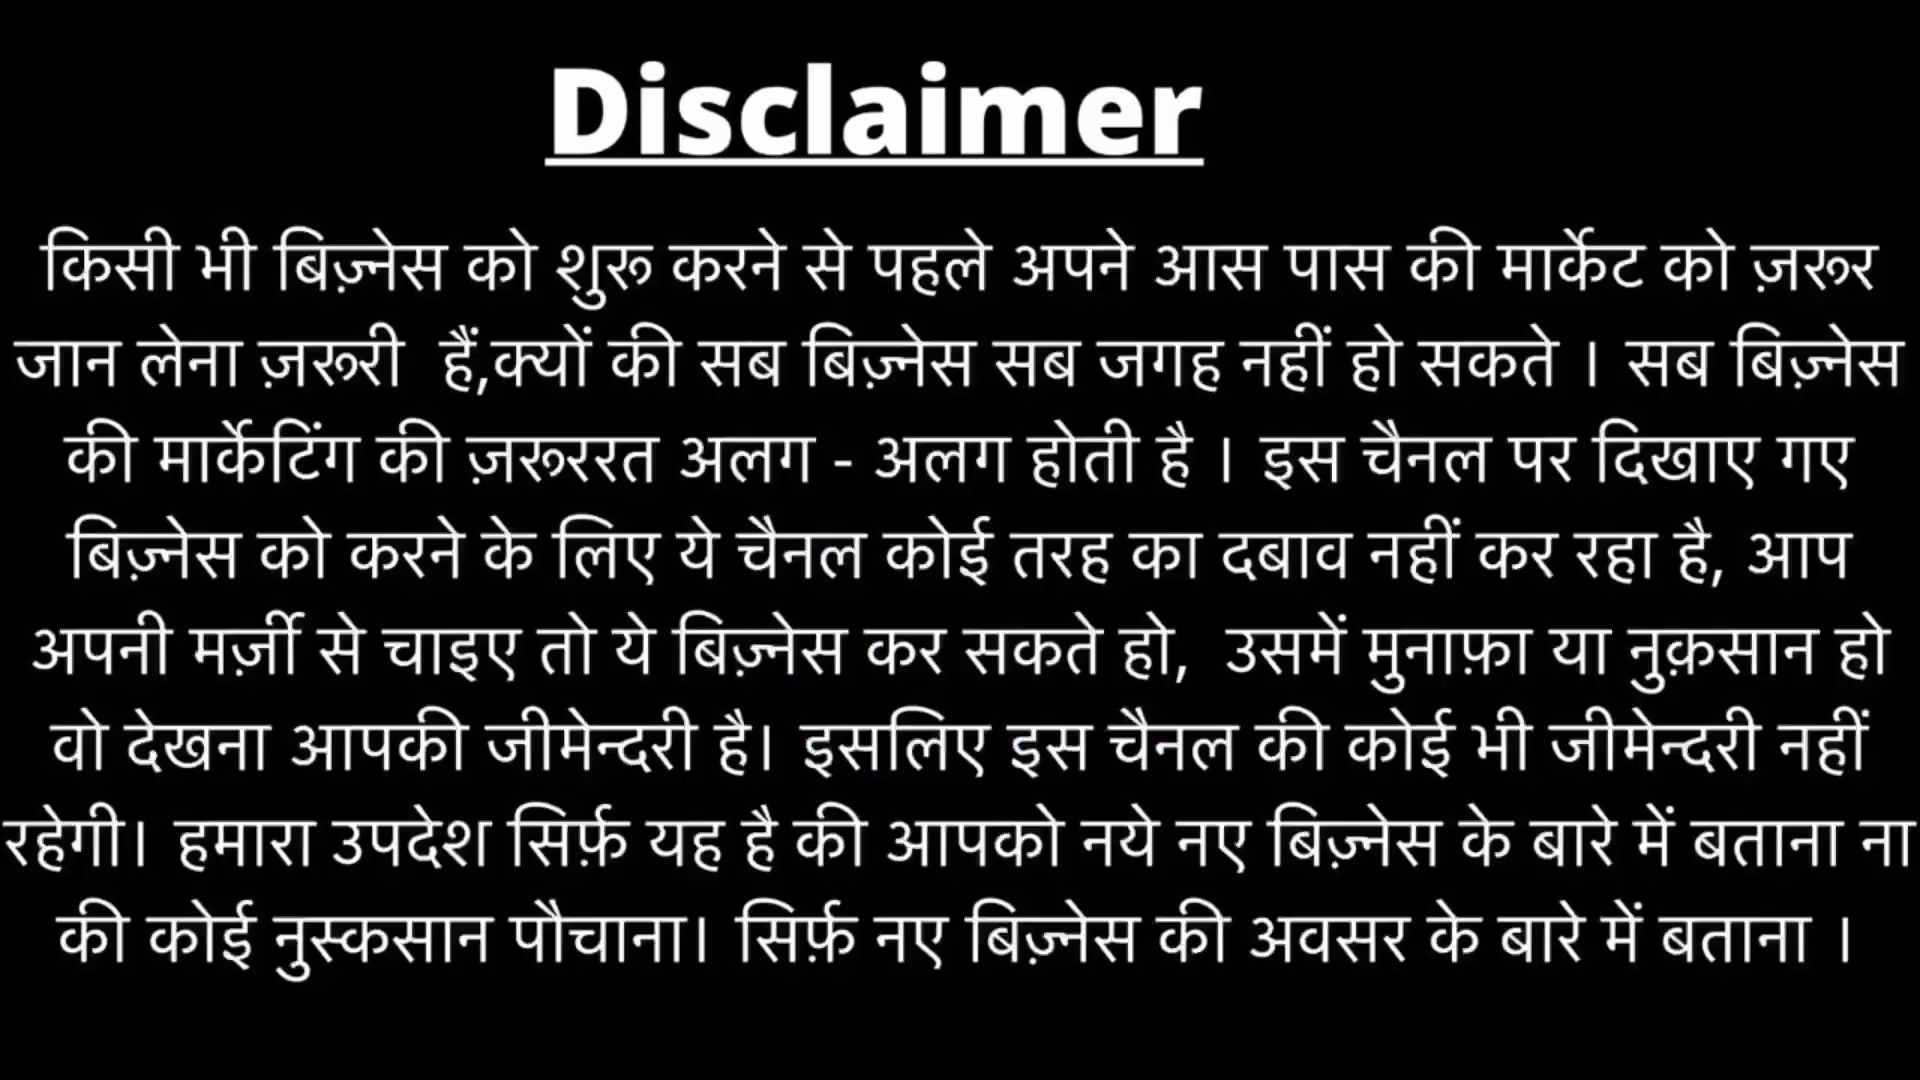 Disclaimer
किसी भी बिज़्नेस को शुरू करने से पहले अपने आस पास की मार्केट को ज़रूर
जान लेना ज़रूरी  हैं,क्यों की सब बिज़्नेस सब जगह नहीं हो सकते । सब बिज़्नेस
की मार्केटिंग की ज़रूररत अलग - अलग होती है । इस चैनल पर दिखाए गए
बिज़्नेस को करने के लिए ये चैनल कोई तरह का दबाव नहीं कर रहा है, आप
अपनी मर्ज़ी से चाइए तो ये बिज़्नेस कर सकते हो,  उसमें मुनाफ़ा या नुक़सान हो
वो देखना आपकी जीमेन्दरी है। इसलिए इस चैनल की कोई भी जीमेन्दरी नहीं
रहेगी। हमारा उपदेश सिर्फ़ यह है की आपको नये नए बिज़्नेस के बारे में बताना ना
की कोई नुस्कसान पौचाना। सिर्फ़ नए बिज़्नेस की अवसर के बारे में बताना ।